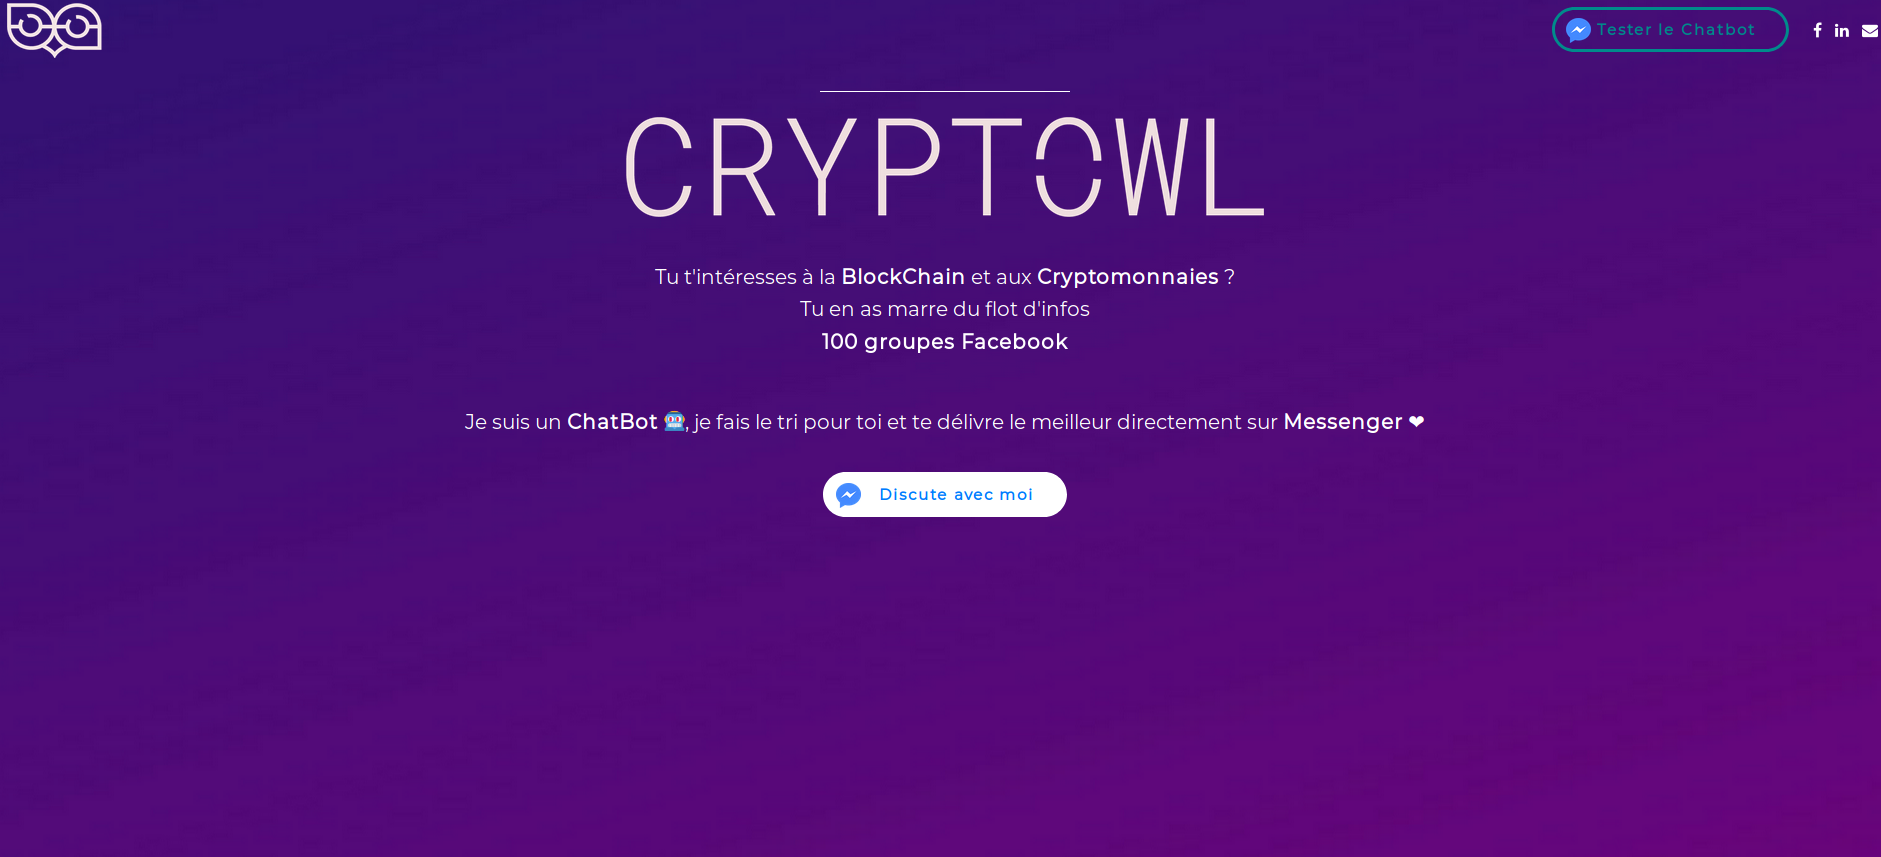 Tester le Chatbot
CRYPTOWL
Tu t'intéresses à la BlockChain et aux Cryptomonnaies ?
Tu en as marre du flot d'infos
100 groupes Facebook
Je suis un ChatBot 🤖, je fais le tri pour toi et te délivre le meilleur directement sur Messenger ❤
Discute avec moi